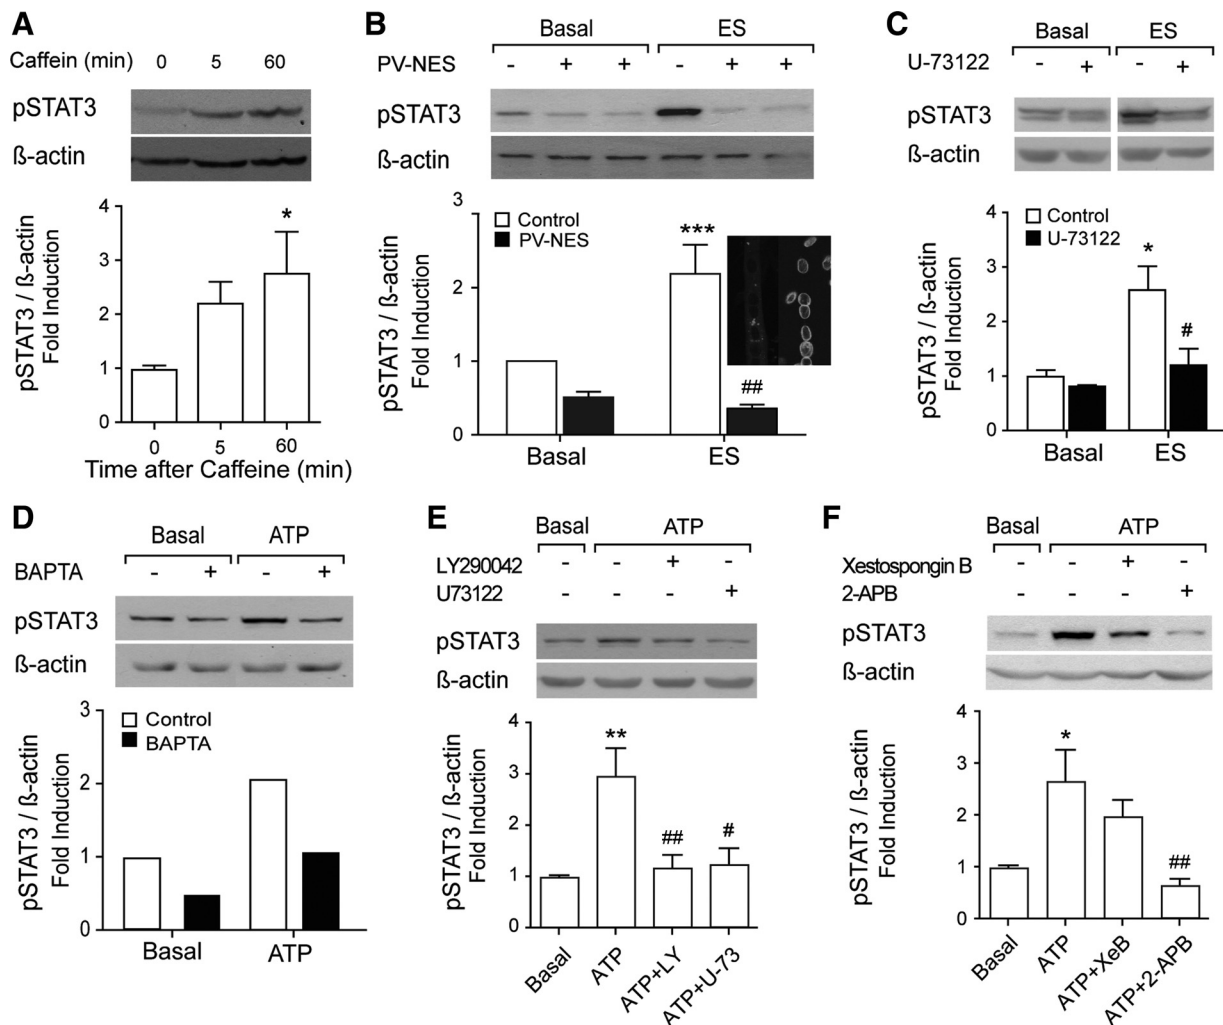 A
Caffein (min) 0 5 60
pSTAT3
ß-actin
pSTAT3 / ß-actin
Fold Induction
4
3
2
1
0
*
0 5 60
Time after Caffeine (min)
B
Basal ES
PV-NES - + + - + +
pSTAT3
ß-actin
pSTAT3 / ß-actin
Fold Induction
3
2
1
0
Control
PV-NES
***
##
Basal ES
C
Basal ES
U-73122 - + - +
pSTAT3
ß-actin
pSTAT3 / ß-actin
Fold Induction
4
3
2
1
0
Control
U-73122
*
#
Basal ES
D
Basal ATP
BAPTA - + - +
pSTAT3
ß-actin
pSTAT3 / ß-actin
Fold Induction
3
2
1
0
Control
BAPTA
Basal ATP
E
Basal ATP
LY290042 - - + -
U73122 - - - +
pSTAT3
ß-actin
pSTAT3 / ß-actin
Fold Induction
4
3
2
1
0
**
##
#
Basal ATP ATP+LY ATP+U-73
F
Basal ATP
Xestospongin B - - + -
2-APB - - - +
pSTAT3
ß-actin
pSTAT3 / ß-actin
Fold Induction
4
3
2
1
0
*
##
Basal ATP ATP+XeB ATP+2-APB